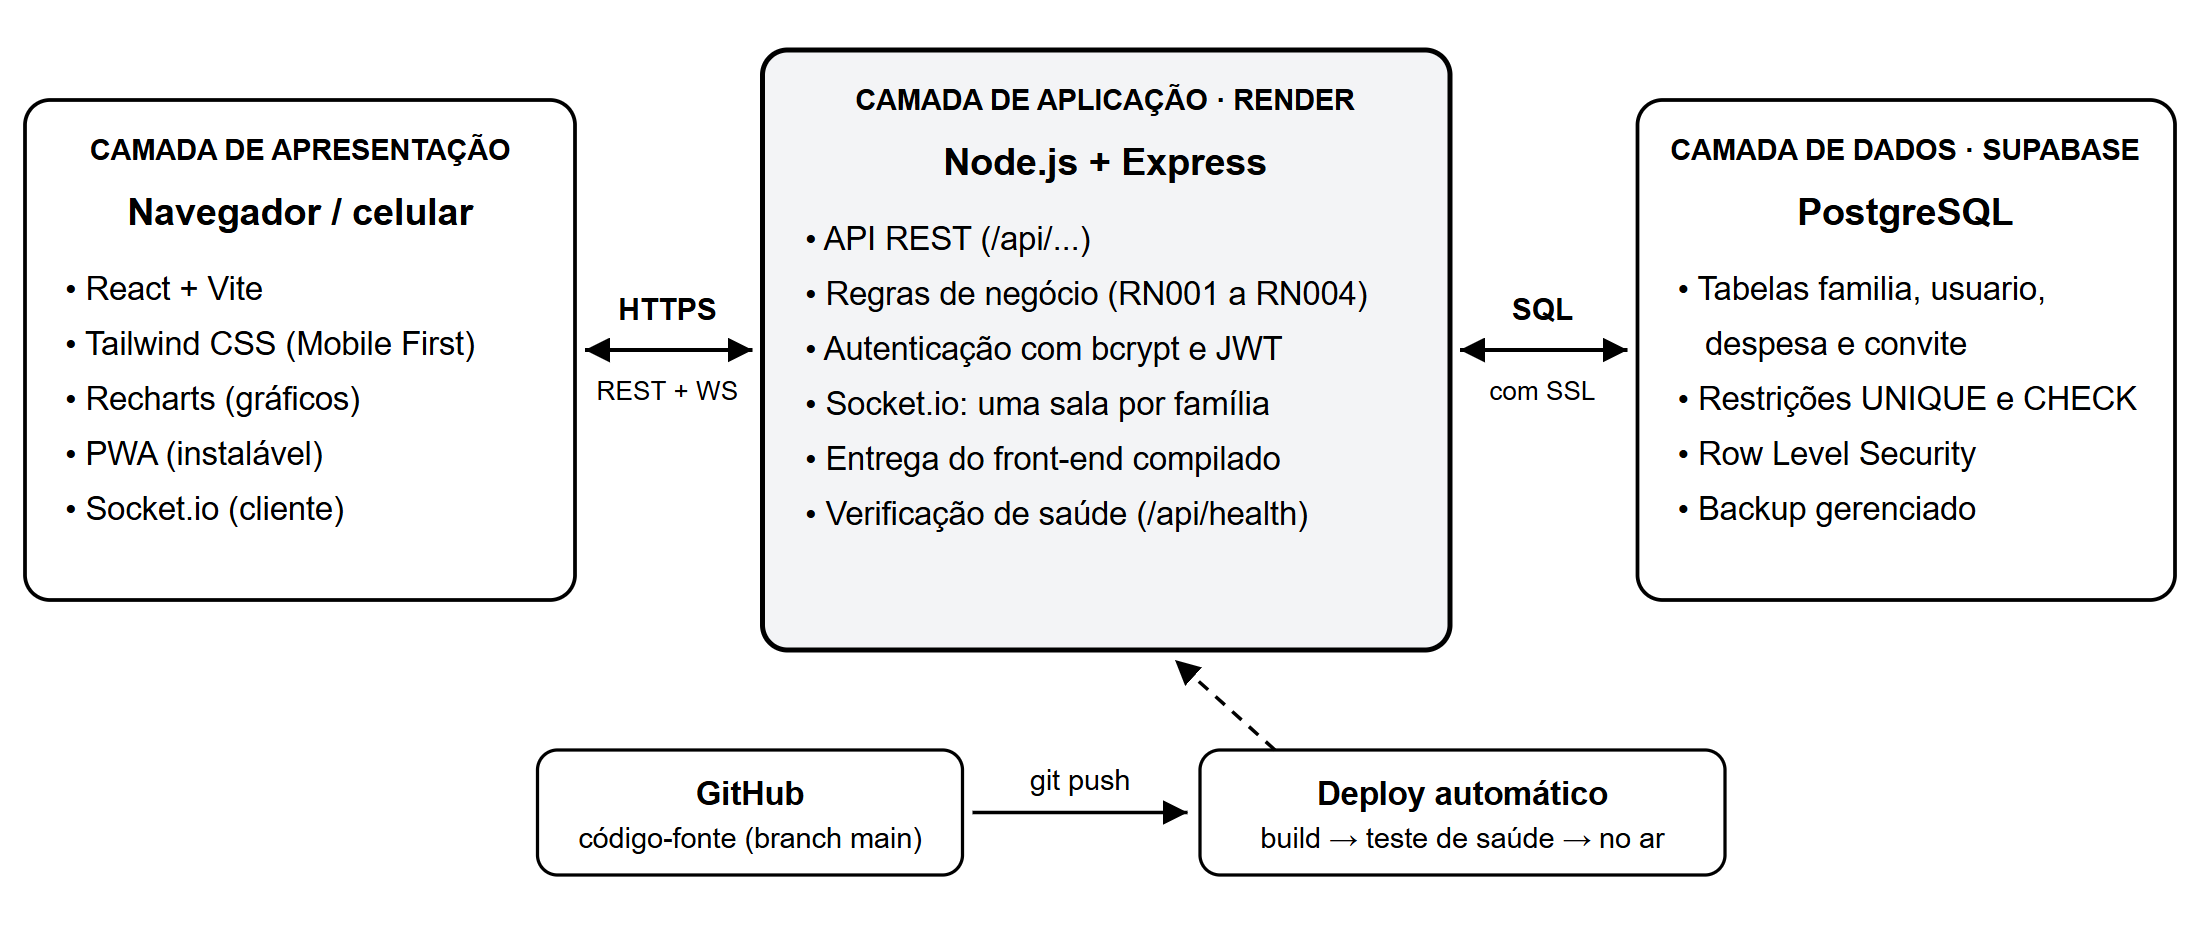 CAMADA DE APRESENTAÇÃO
Navegador / celular
• React + Vite
• Tailwind CSS (Mobile First)
• Recharts (gráficos)
• PWA (instalável)
• Socket.io (cliente)
HTTPS
REST + WS
CAMADA DE APLICAÇÃO · RENDER
Node.js + Express
• API REST (/api/...)
• Regras de negócio (RN001 a RN004)
• Autenticação com bcrypt e JWT
• Socket.io: uma sala por família
• Entrega do front-end compilado
• Verificação de saúde (/api/health)
SQL
com SSL
CAMADA DE DADOS · SUPABASE
PostgreSQL
• Tabelas familia, usuario,
despesa e convite
• Restrições UNIQUE e CHECK
• Row Level Security
• Backup gerenciado
GitHub
código-fonte (branch main)
git push
Deploy automático
build → teste de saúde → no ar